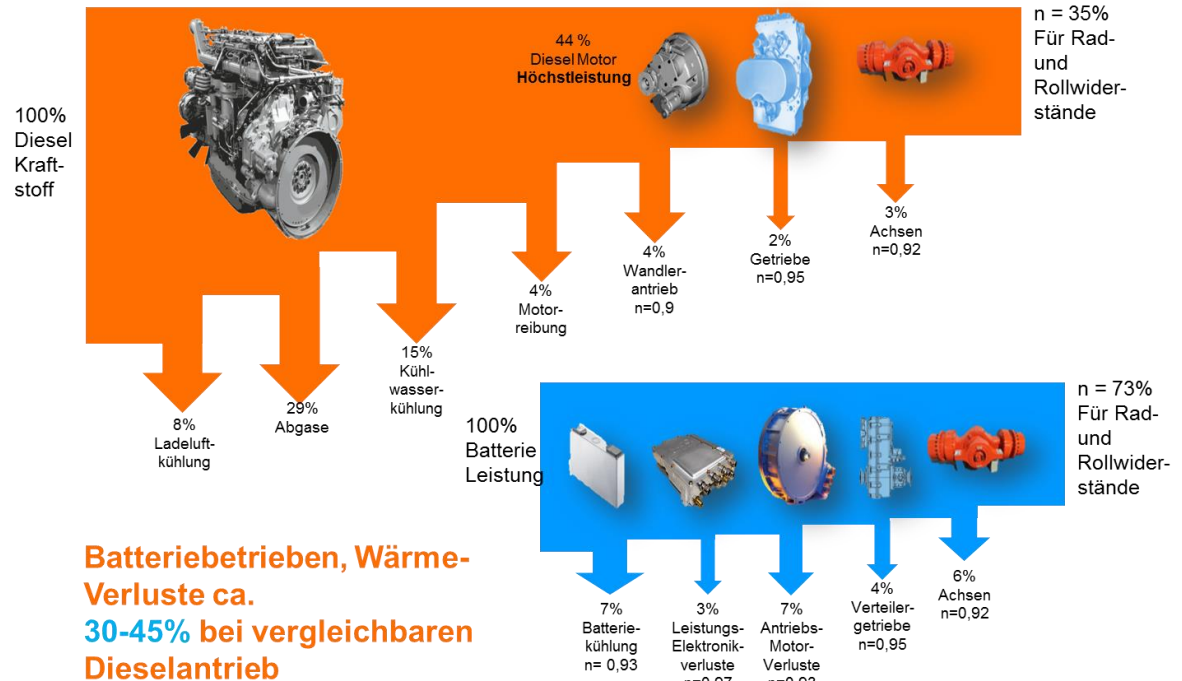 100%
Diesel
Kraft-
stoff
44 %
Diesel Motor
Höchstleistung
n = 35%
Für Rad-
und
Rollwider-
stände
8%
Ladeluft-
kühlung
29%
Abgase
15%
Kühl-
wasser-
kühlung
4%
Motor-
reibung
4%
Wandler-
antrieb
n=0,9
2%
Getriebe
n=0,95
3%
Achsen
n=0,92
100%
Batterie
Leistung
n = 73%
Für Rad-
und
Rollwider-
stände
7%
Batterie-
kühlung
n= 0,93
3%
Leistungs-
Elektronik-
verluste
n=0,97
7%
Antriebs-
Motor-
Verluste
n=0,93
4%
Verteiler-
getriebe
n=0,95
6%
Achsen
n=0,92
Batteriebetrieben, Wärme-
Verluste ca.
30-45% bei vergleichbaren
Dieselantrieb